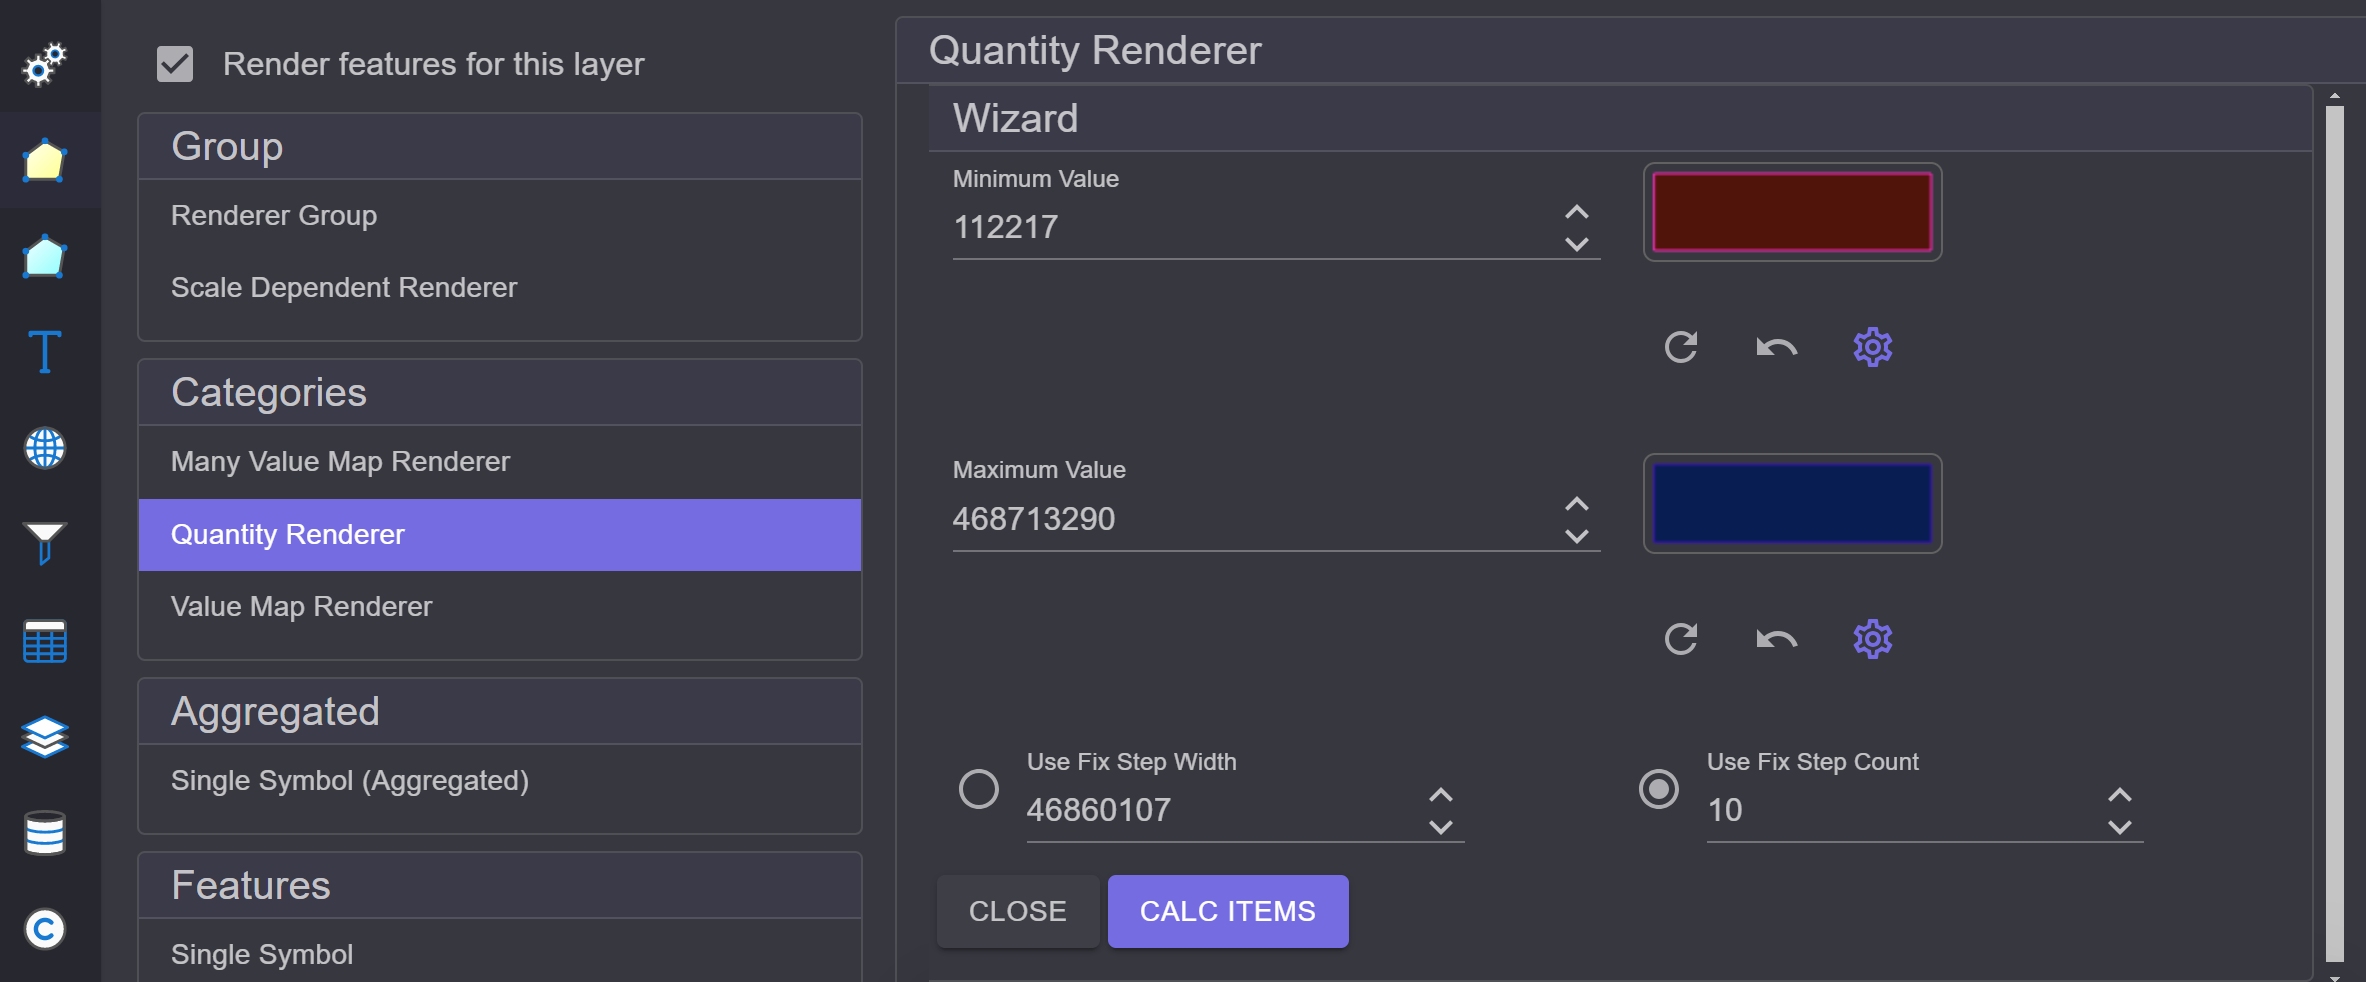 Render features for this layer
Group
Renderer Group
Scale Dependent Renderer
Categories
Many Value Map Renderer
Quantity Renderer
Value Map Renderer
Aggregated
Single Symbol (Aggregated)
Features
Single Symbol
Quantity Renderer
Wizard
Minimum Value
112217
Maximum Value
468713290
Use Fix Step Width
46860107
Use Fix Step Count
10
CLOSE
CALC ITEMS